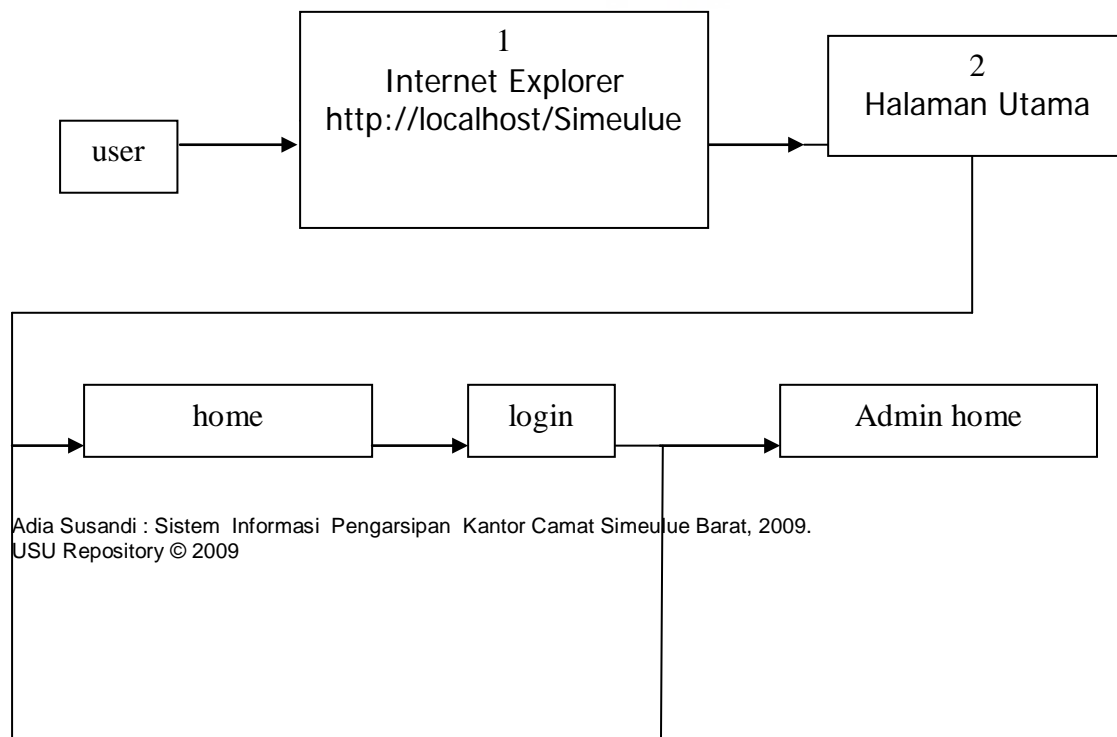 1
Internet Explorer
http://localhost/Simeulue
2
Halaman Utama
user
home
login
Admin home
Adia Susandi : Sistem Informasi Pengarsipan Kantor Camat Simeulue Barat, 2009.
USU Repository © 2009